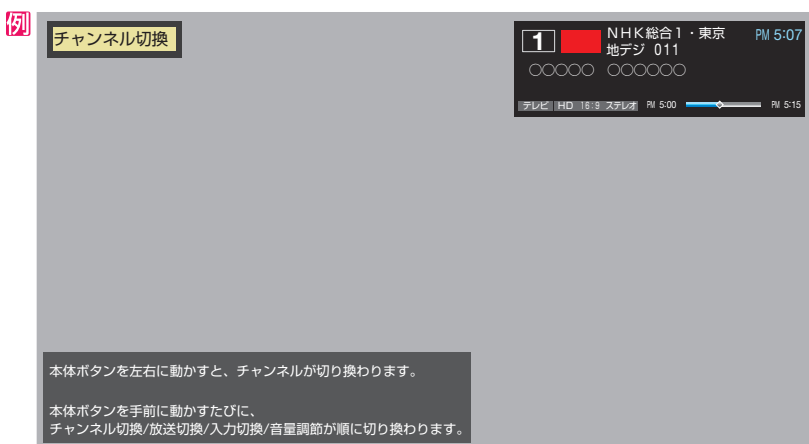 例
チャンネル切換
1
NHK総合1・東京 PM 5:07
地デジ 011
○○○○○ ○○○○○○
テレビ HD 16:9 ステレオ PM 5:00 PM 5:15
本体ボタンを左右に動かすと、チャンネルが切り換わります。
本体ボタンを手前に動かすたびに、
チャンネル切換/放送切換/入力切換/音量調節が順に切り換わります。